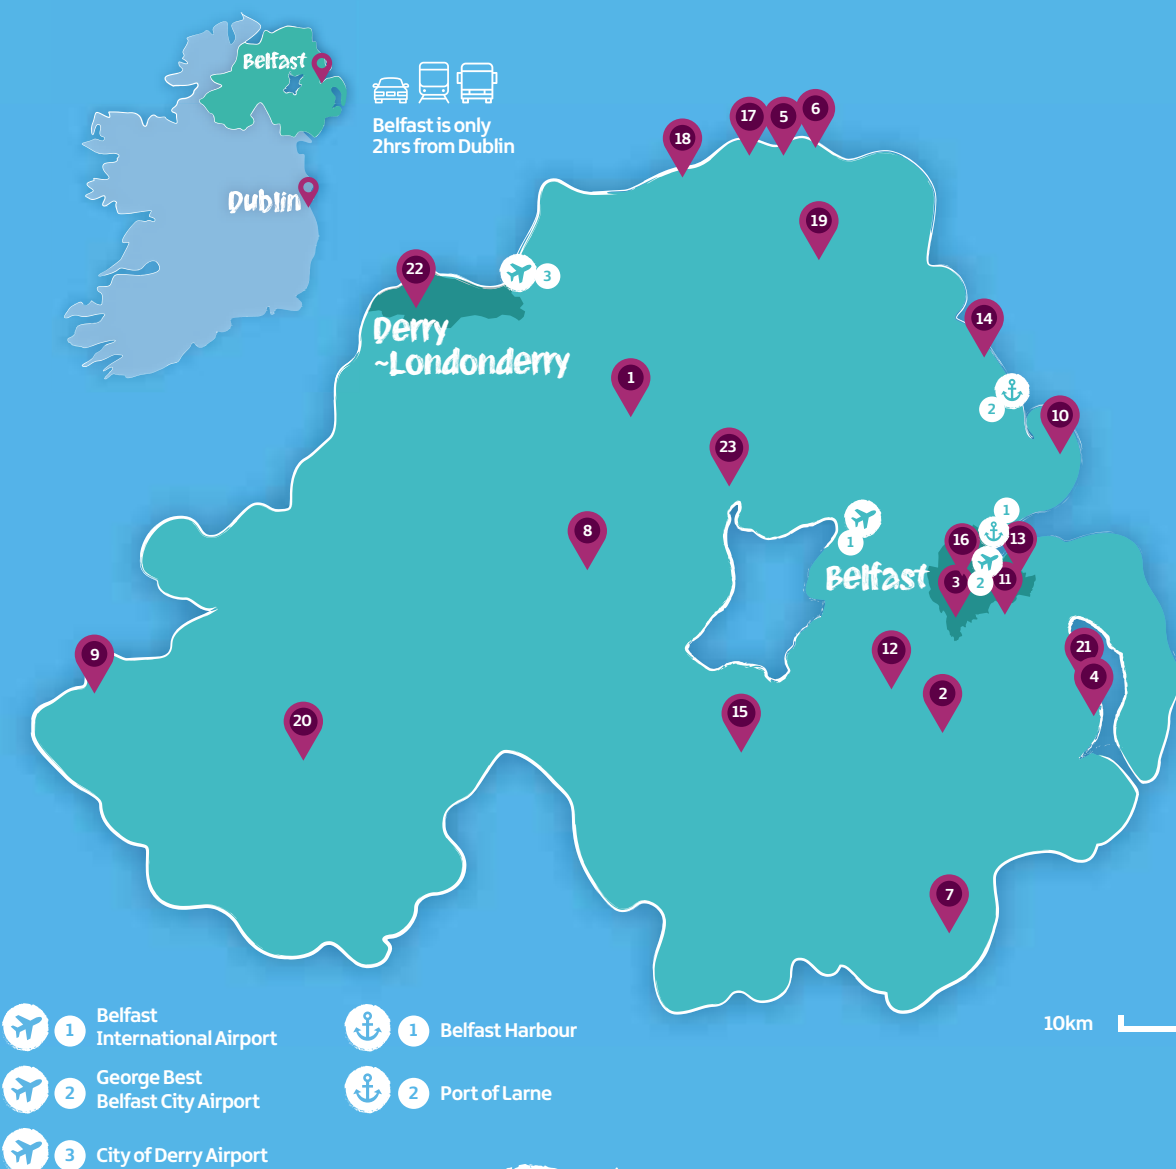 Belfast
Dublin
Belfast is only
2hrs from Dublin
18
17
5
6
19
22
3
Derry
~Londonderry
14
1
2
10
23
8
1
1
16
13
Belfast
3
2
11
9
12
21
4
20
15
2
7
1
Belfast
International Airport
1
Belfast Harbour
10km
2
George Best
Belfast City Airport
2
Port of Larne
3
City of Derry Airport